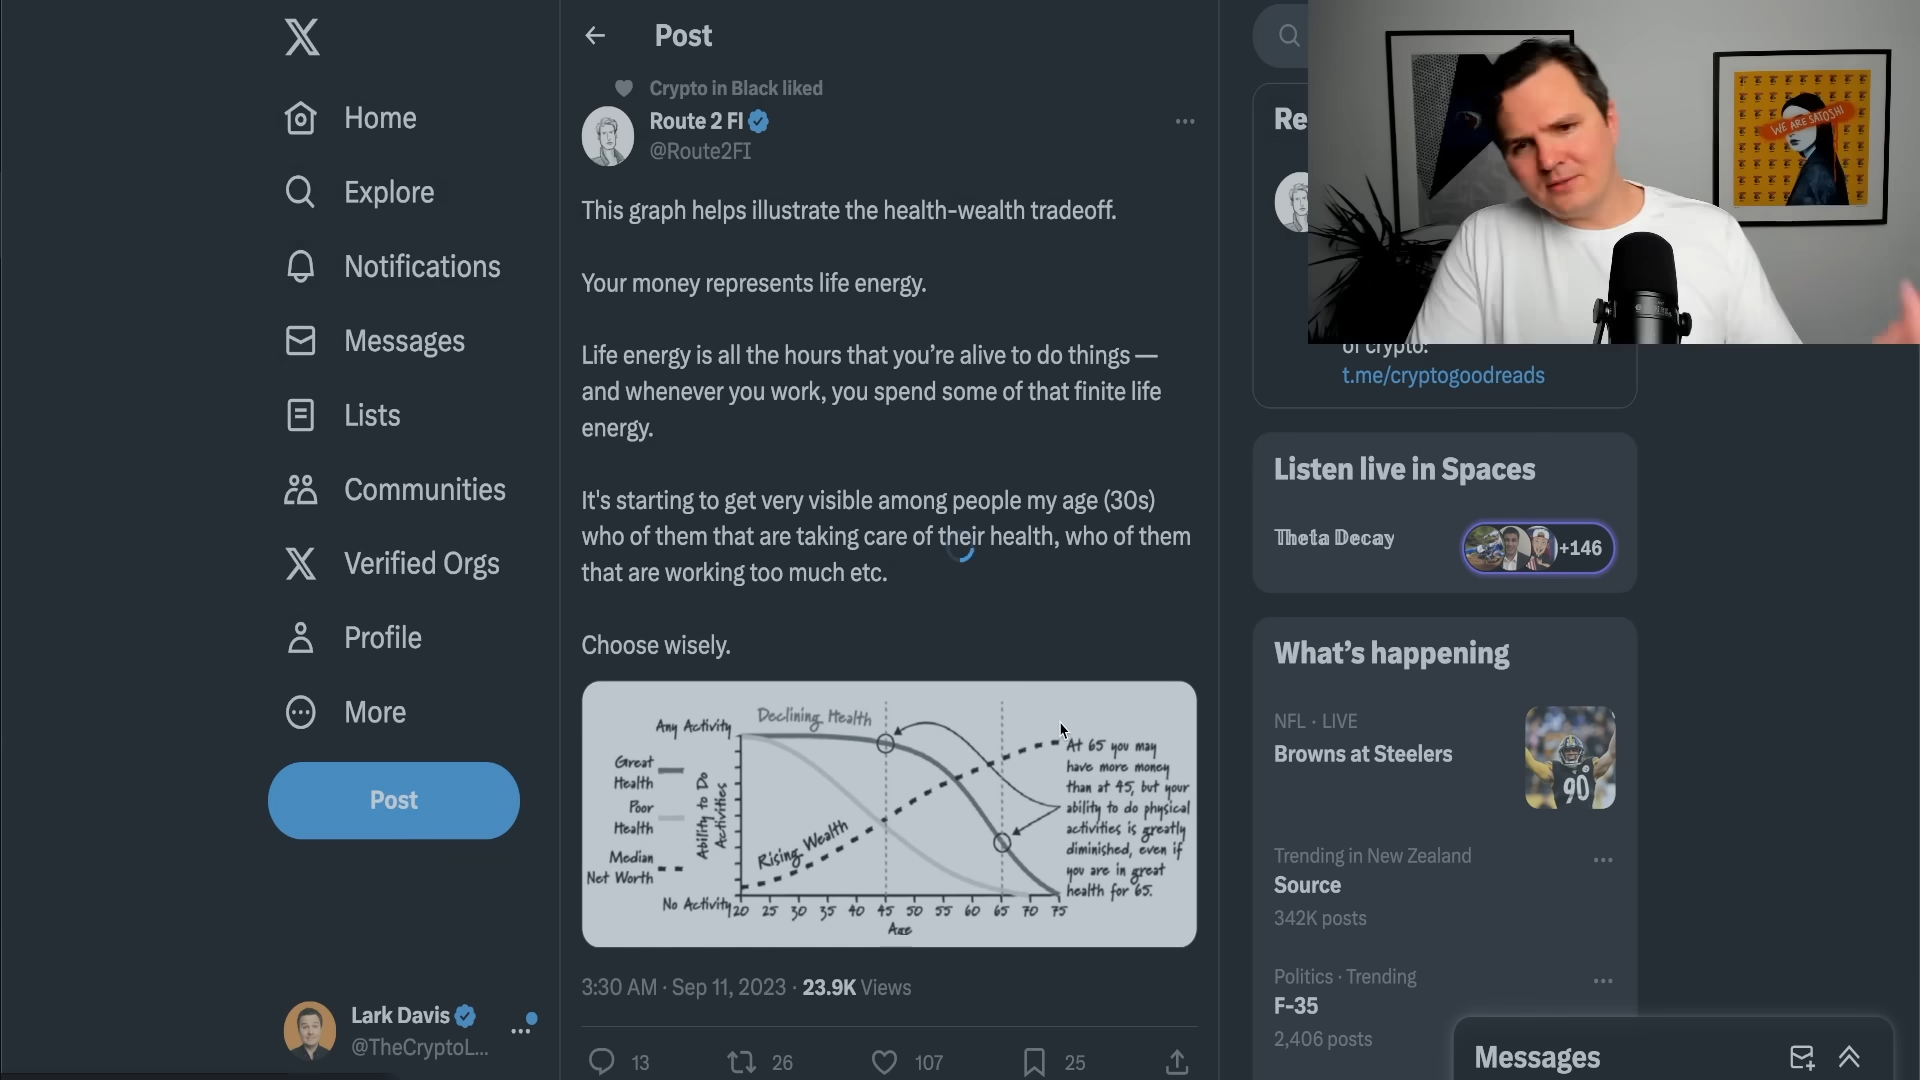 Post
Crypto in Black liked
Route 2 FI
@Route2FI
Home
Explore
Notifications
Messages
Lists
Communities
Verified Orgs
Profile
More
Post
Lark Davis
@TheCryptoL...
This graph helps illustrate the health-wealth tradeoff.
Your money represents life energy.
Life energy is all the hours that you’re alive to do things —
and whenever you work, you spend some of that finite life
energy.
It's starting to get very visible among people my age (30s)
who of them that are taking care of their health, who of them
that are working too much etc.
Choose wisely.
Any Activity
Declining Health
Great
Health
Poor
Health
Median
Net Worth
Ability to Do
Activities
Rising Wealth
No Activity
20 25 30 35 40 45 50 55 60 65 70 75
Age
At 65 you may
have more money
than at 45, but your
ability to do physical
activities is greatly
diminished, even if
you are in great
health for 65.
3:30 AM · Sep 11, 2023 · 23.9K Views
13 26 107 25
Re
WE ARE SATOSHI
of crypto.
t.me/cryptogoodreads
Listen live in Spaces
Theta Decay
+146
What’s happening
NFL · LIVE
Browns at Steelers
90
Trending in New Zealand
Source
342K posts
Politics · Trending
F-35
2,406 posts
Messages